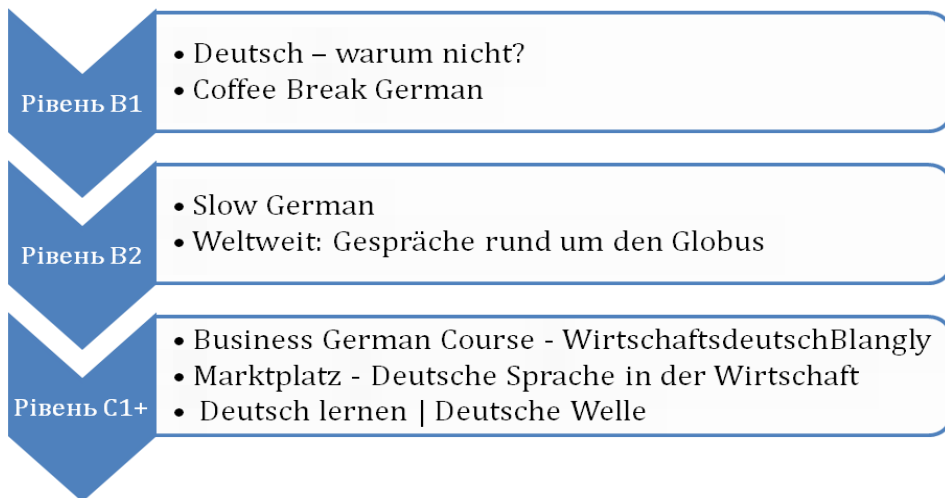 Рівень B1
• Deutsch – warum nicht?
• Coffee Break German
Рівень B2
• Slow German
• Weltweit: Gespräche rund um den Globus
Рівень C1+
• Business German Course - WirtschaftsdeutschBlangly
• Marktplatz - Deutsche Sprache in der Wirtschaft
• Deutsch lernen | Deutsche Welle